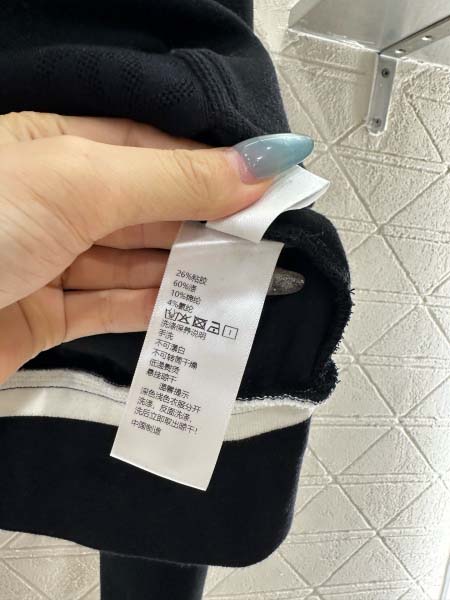 26%粘胶
60%涤
10%锦纶
4%氨纶
洗涤保养说明
手洗
不可漂白
不可转笼干燥
低温熨烫
悬挂晾干
温馨提示
深色浅色衣服分开
洗涤，反面洗涤，
洗后立即取出晾干！
中国制造